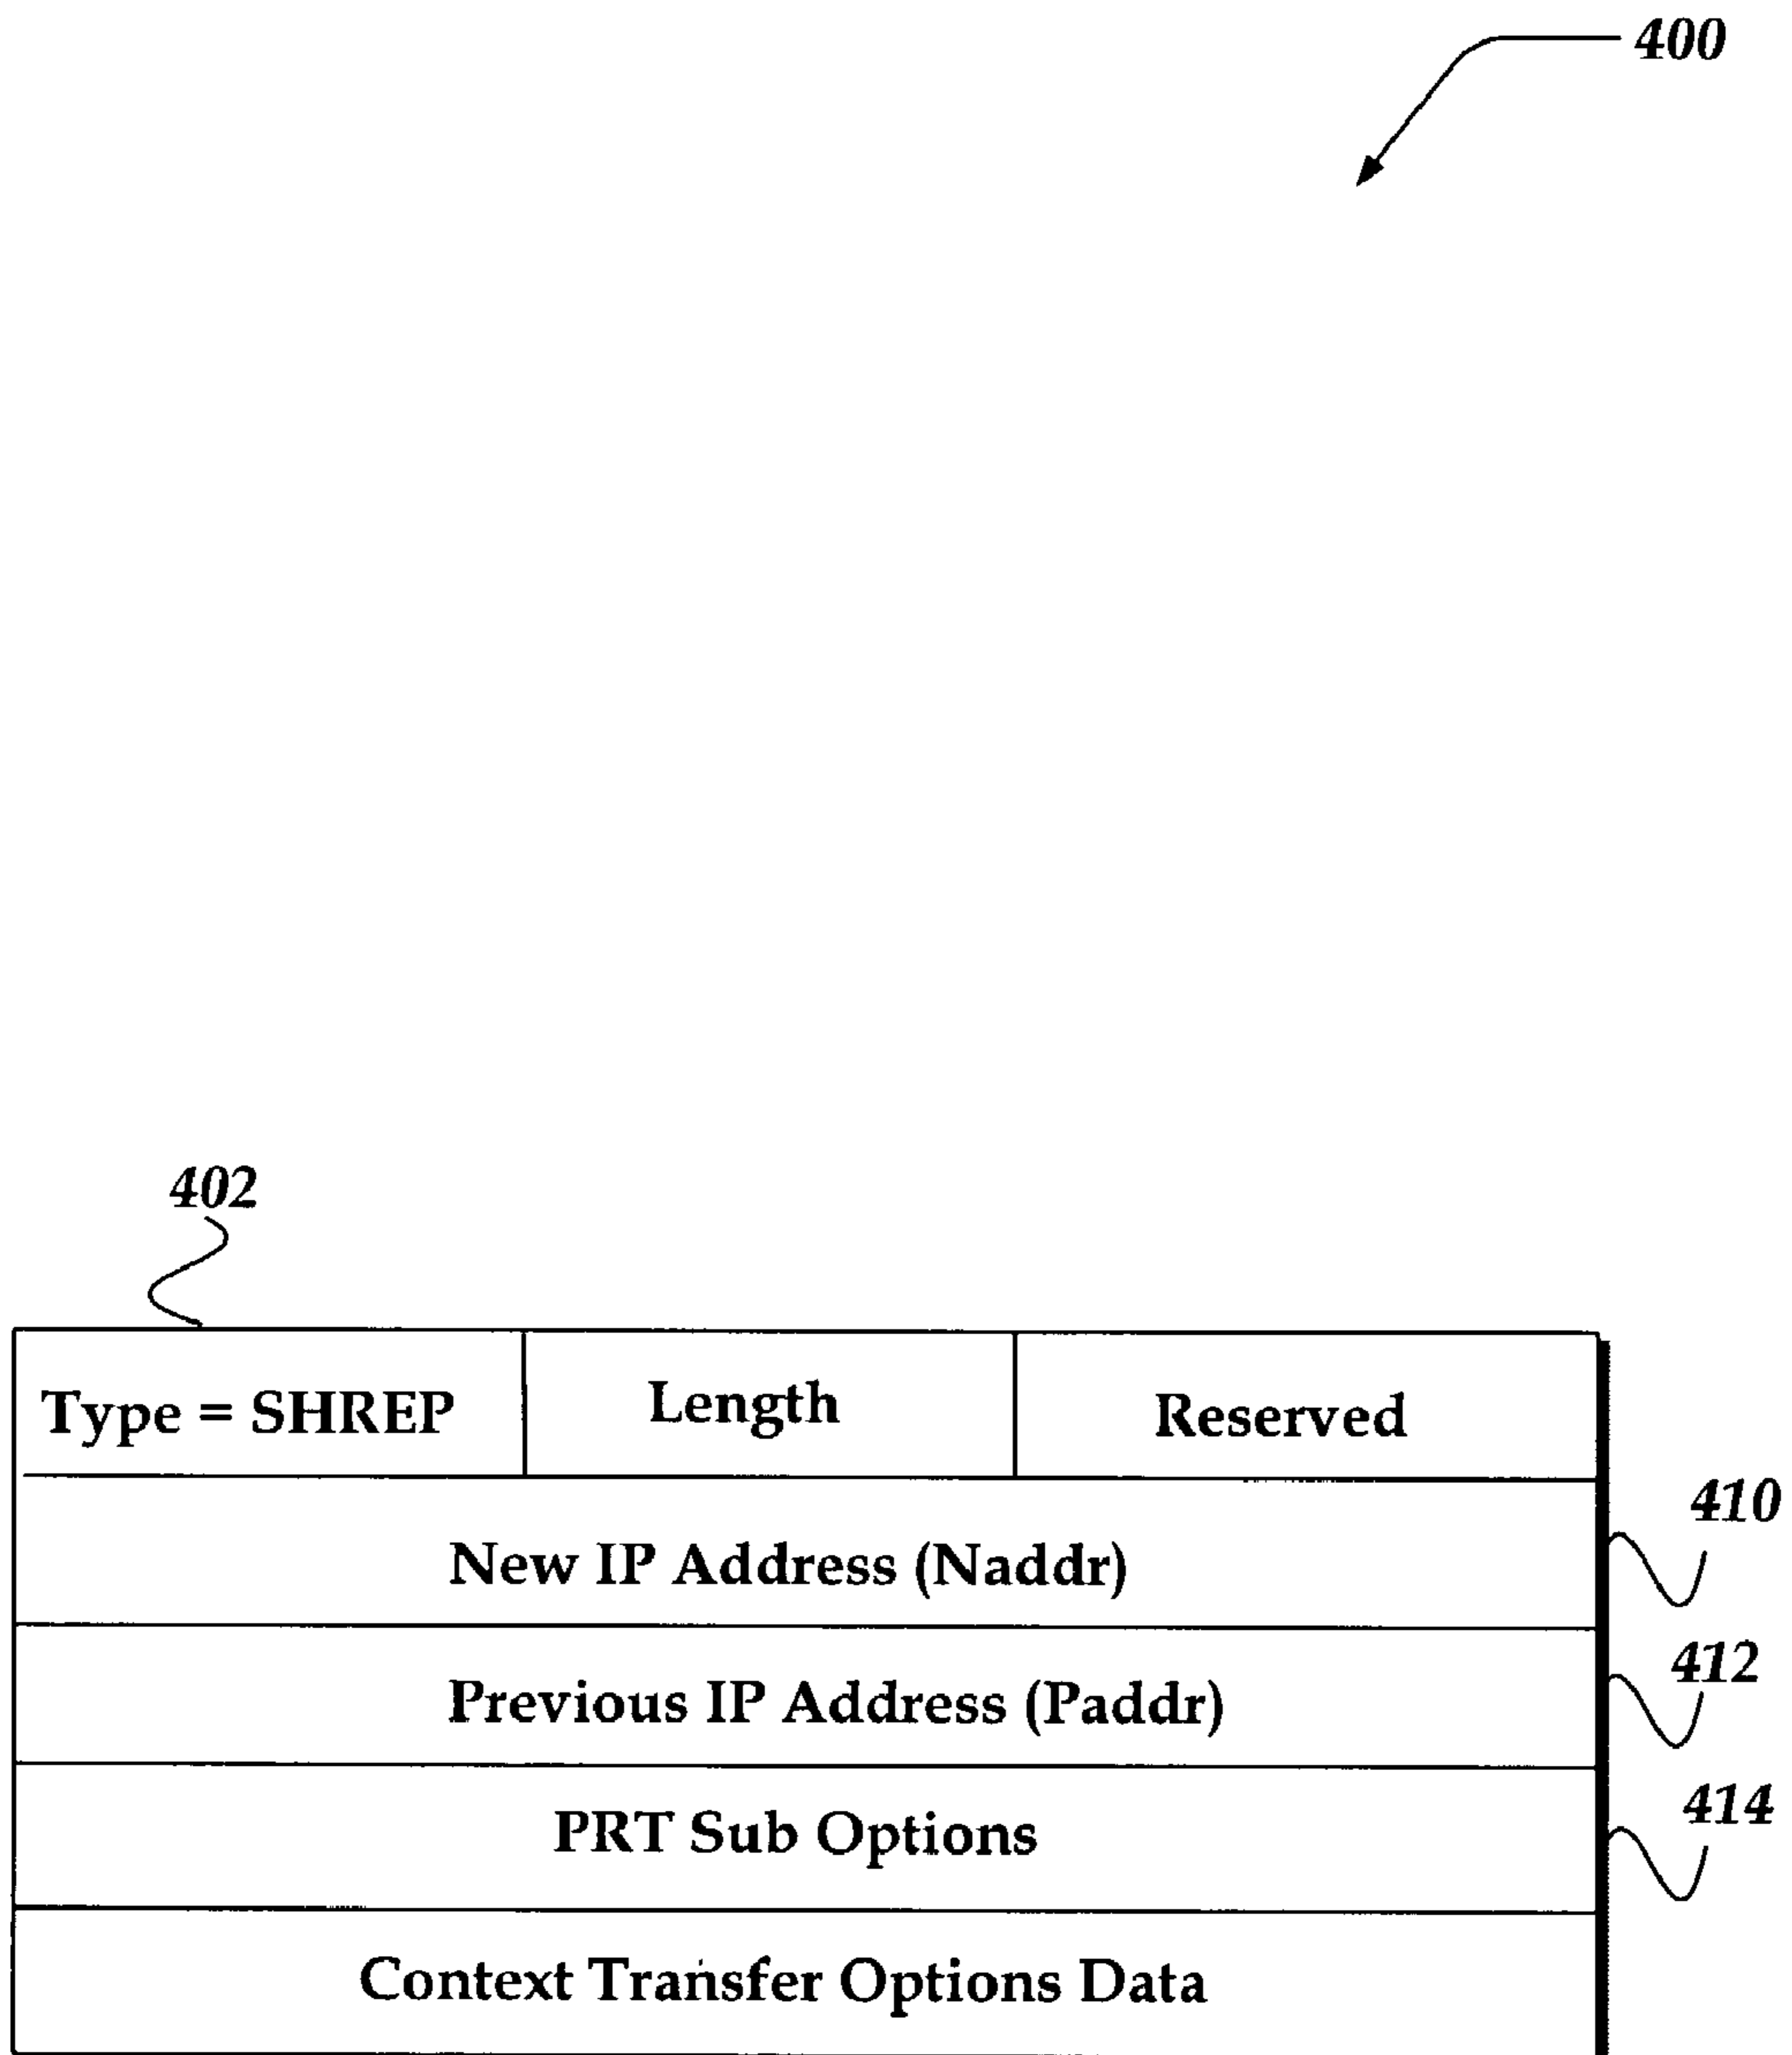 400
402
Type = SHREP Length Reserved
410
New IP Address (Naddr)
412
Previous IP Address (Paddr)
414
PRT Sub Options
Context Transfer Options Data